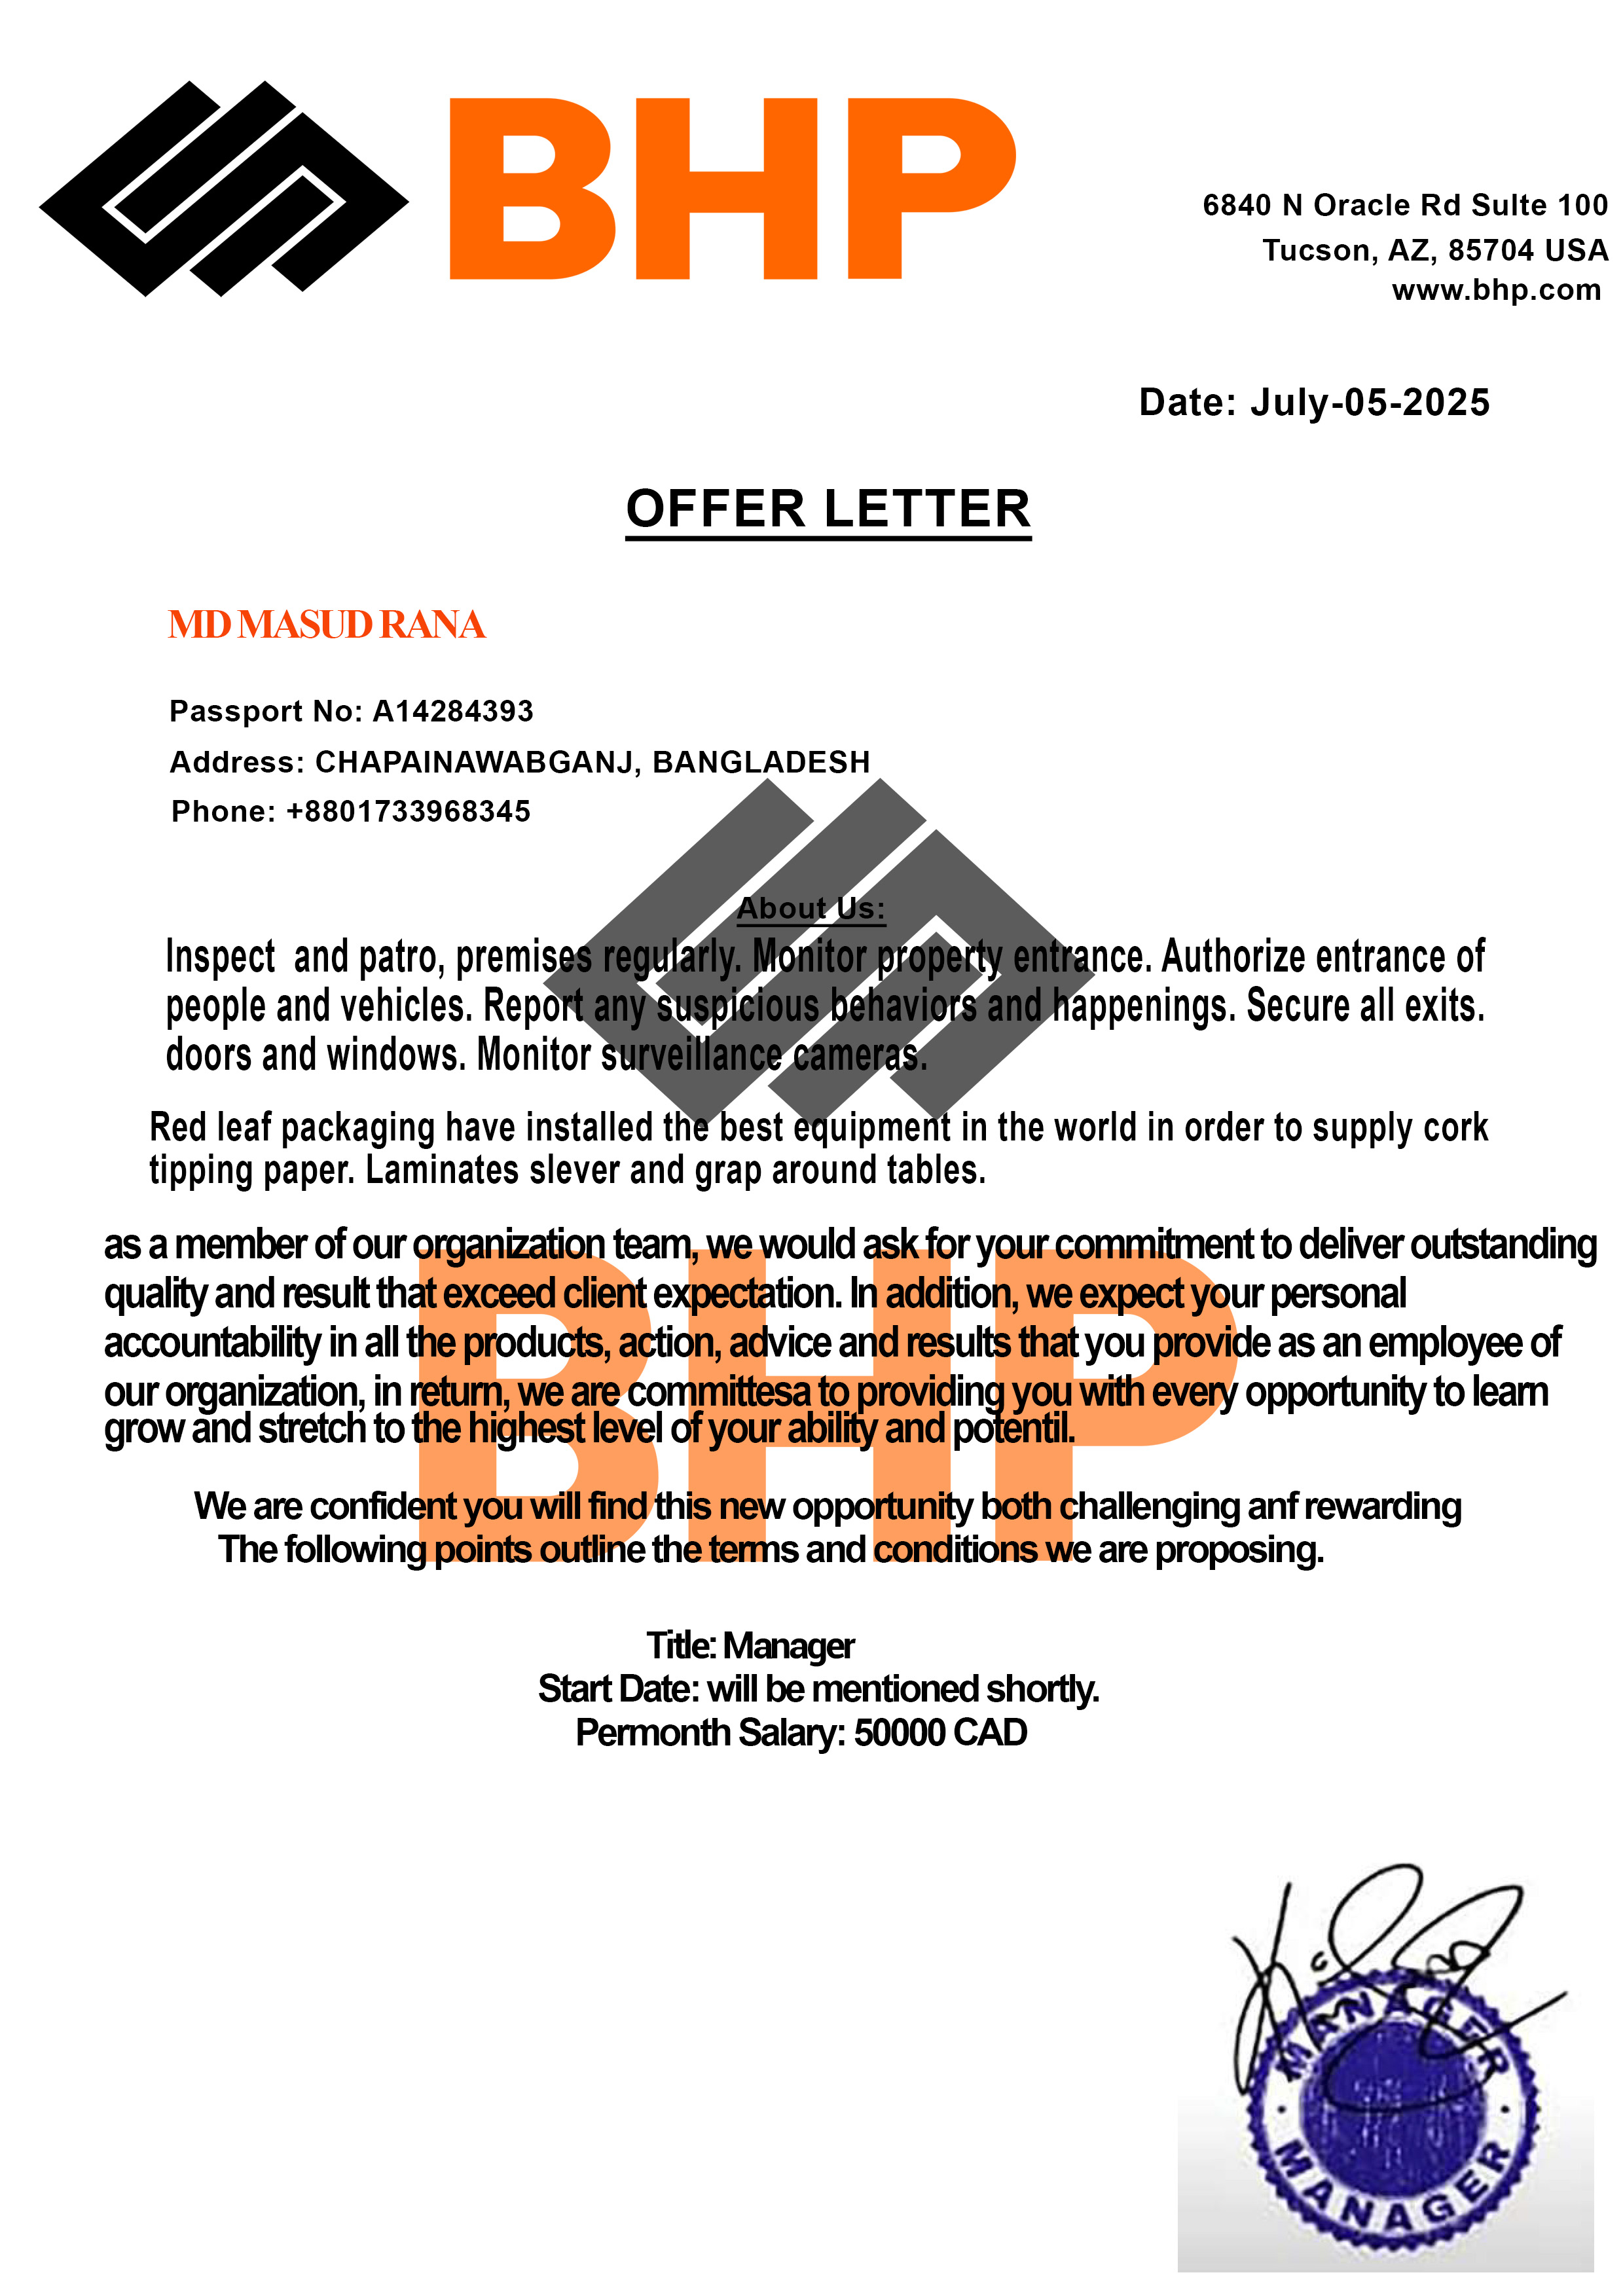 BHP
6840 N Oracle Rd Sulte 100
Tucson, AZ, 85704 USA
www.bhp.com
Date: July-05-2025
OFFER LETTER
MD MASUD RANA
Passport No: A14284393
Address: CHAPAINAWABGANJ, BANGLADESH
Phone: +8801733968345
About Us:
Inspect and patro, premises regularly. Monitor property entrance. Authorize entrance of
people and vehicles. Report any suspicious behaviors and happenings. Secure all exits.
doors and windows. Monitor surveillance cameras.
Red leaf packaging have installed the best equipment in the world in order to supply cork
tipping paper. Laminates slever and grap around tables.
as a member of our organization team, we would ask for your commitment to deliver outstanding
quality and result that exceed client expectation. In addition, we expect your personal
accountability in all the products, action, advice and results that you provide as an employee of
our organization, in return, we are committesa to providing you with every opportunity to learn
grow and stretch to the highest level of your ability and potentil.
BHP
We are confident you will find this new opportunity both challenging anf rewarding
The following points outline the terms and conditions we are proposing.
Title: Manager
Start Date: will be mentioned shortly.
Permonth Salary: 50000 CAD
MANAGER
MANAGER